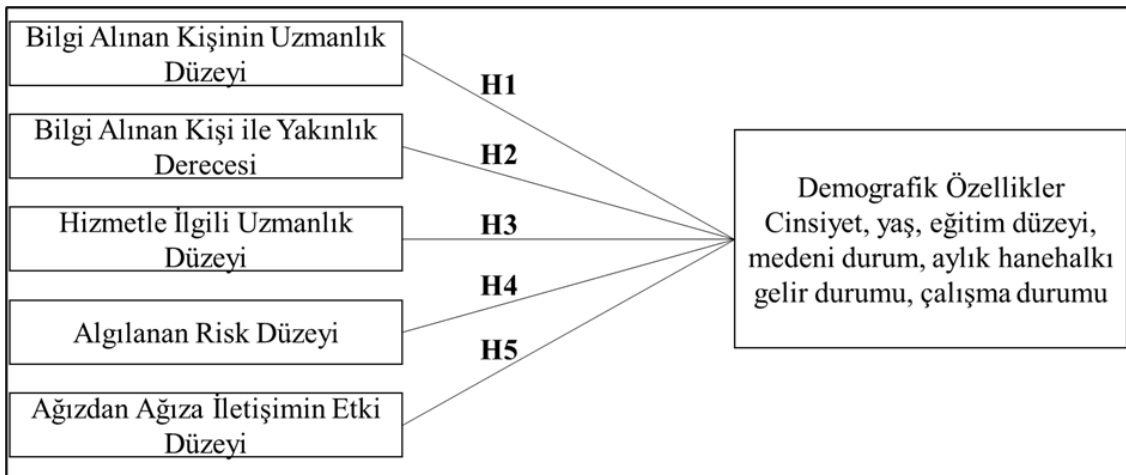 Bilgi Alınan Kişinin Uzmanlık
Düzeyi
Bilgi Alınan Kişi ile Yakınlık
Derecesi
Hizmetle İlgili Uzmanlık
Düzeyi
Algılanan Risk Düzeyi
Ağızdan Ağıza İletişimin Etki
Düzeyi
H1
H2
H3
H4
H5
Demografik Özellikler
Cinsiyet, yaş, eğitim düzeyi,
medeni durum, aylık hanehalkı
gelir durumu, çalışma durumu